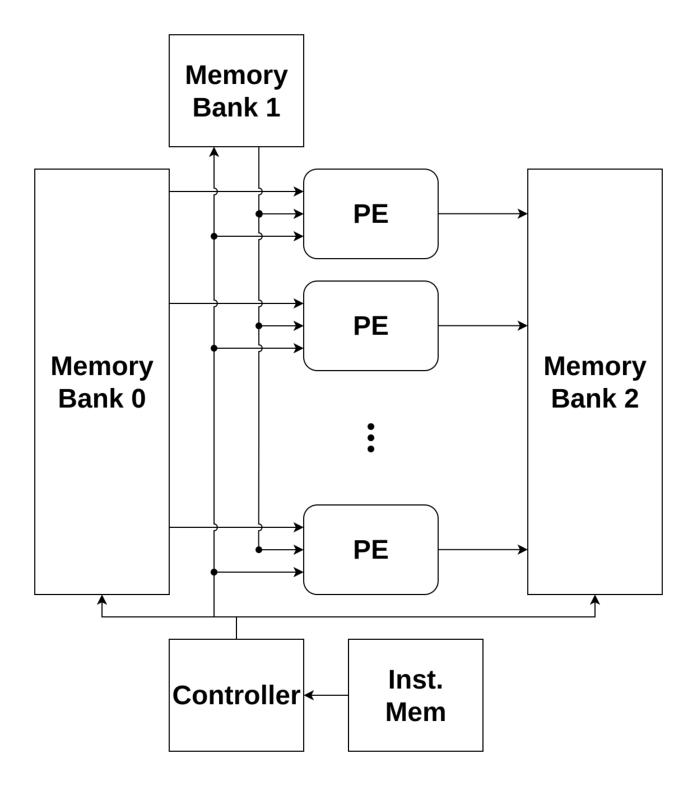 Memory
Bank 1
PE
PE
Memory
Bank 0
Memory
Bank 2
PE
Controller
Inst.
Mem